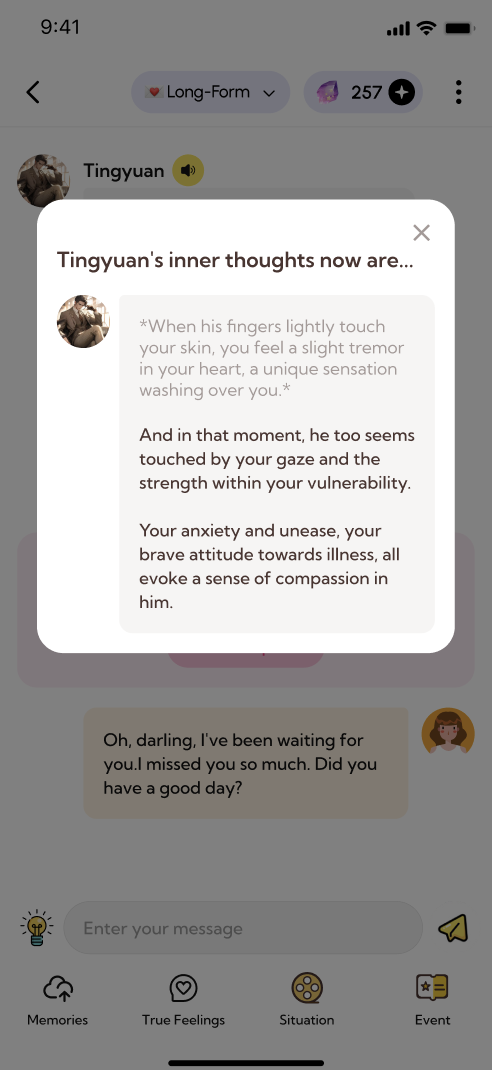 9:41
Long-Form
257
Tingyuan
Tingyuan's inner thoughts now are...
*When his fingers lightly touch
your skin, you feel a slight tremor
in your heart, a unique sensation
washing over you.*
And in that moment, he too seems
touched by your gaze and the
strength within your vulnerability.
Your anxiety and unease, your
brave attitude towards illness, all
evoke a sense of compassion in
him.
Oh, darling, I've been waiting for
you.I missed you so much. Did you
have a good day?
Enter your message
Memories
True Feelings
Situation
Event